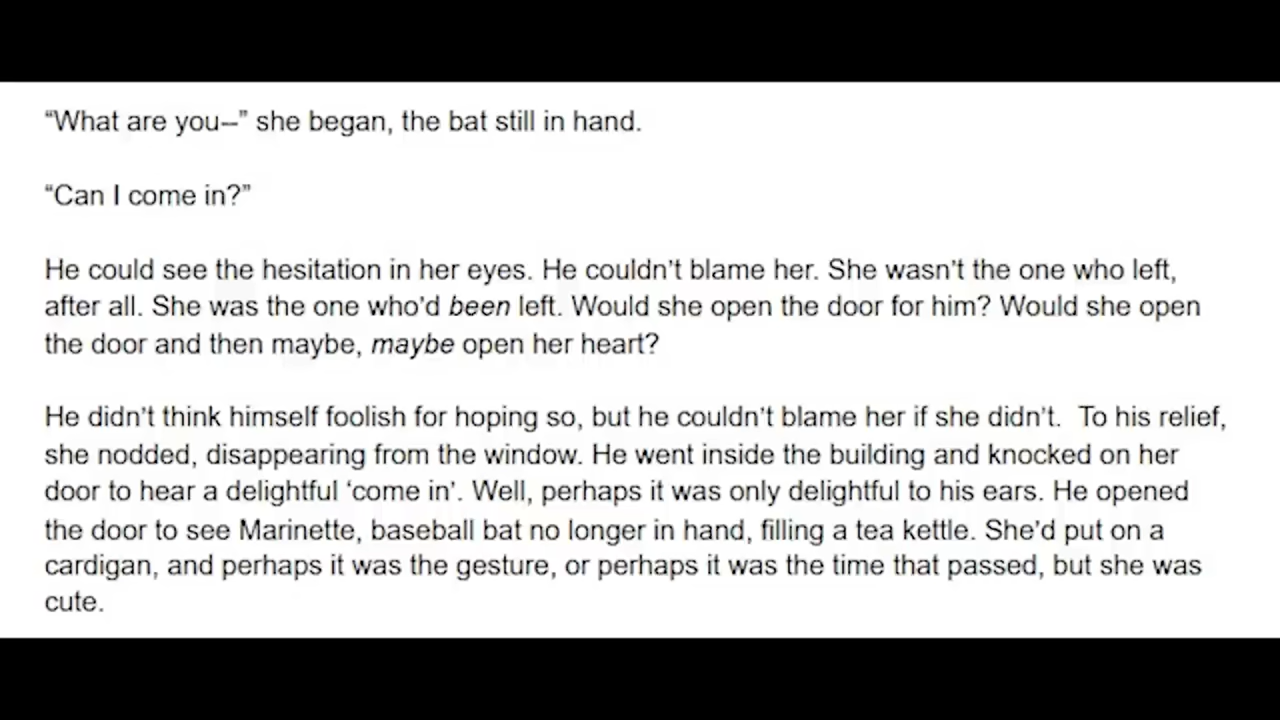 “What are you--” she began, the bat still in hand.
“Can I come in?”
He could see the hesitation in her eyes. He couldn’t blame her. She wasn’t the one who left,
after all. She was the one who’d been left. Would she open the door for him? Would she open
the door and then maybe, maybe open her heart?
He didn’t think himself foolish for hoping so, but he couldn’t blame her if she didn’t.  To his relief,
she nodded, disappearing from the window. He went inside the building and knocked on her
door to hear a delightful ‘come in’. Well, perhaps it was only delightful to his ears. He opened
the door to see Marinette, baseball bat no longer in hand, filling a tea kettle. She’d put on a
cardigan, and perhaps it was the gesture, or perhaps it was the time that passed, but she was
cute.